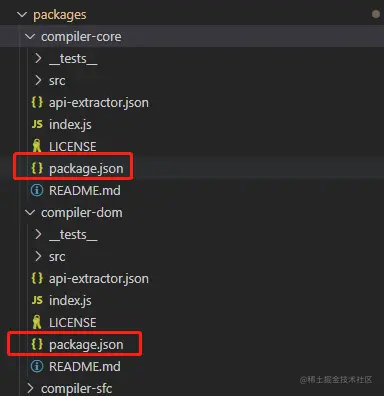 packages
compiler-core
__tests__
src
{} api-extractor.json
JS index.js
LICENSE
{} package.json
README.md
compiler-dom
__tests__
src
{} api-extractor.json
JS index.js
LICENSE
{} package.json
README.md
compiler-sfc
@稀土掘金技术社区